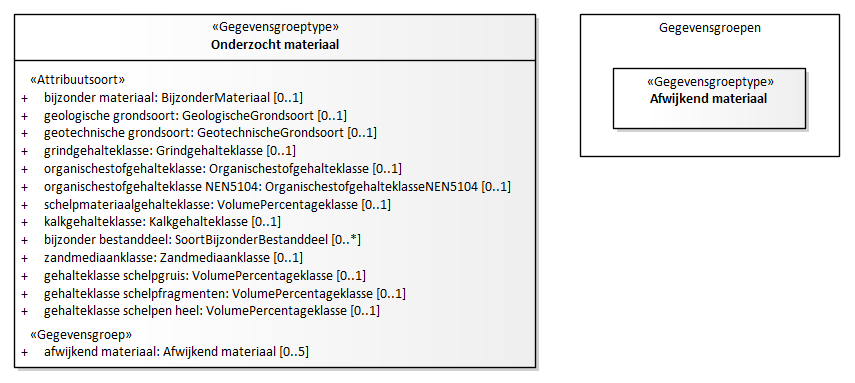 «Gegevensgroeptype»
Onderzocht materiaal
«Attribuutsoort»
+ bijzonder materiaal: BijzonderMateriaal [0..1]
+ geologische grondsoort: GeologischeGrondsoort [0..1]
+ geotechnische grondsoort: GeotechnischeGrondsoort [0..1]
+ grindgehalteklasse: Grindgehalteklasse [0..1]
+ organischestofgehalteklasse: Organischestofgehalteklasse [0..1]
+ organischestofgehalteklasse NEN5104: OrganischestofgehalteklasseNEN5104 [0..1]
+ schelpmateriaalgehalteklasse: VolumePercentageklasse [0..1]
+ kalkgehalteklasse: Kalkgehalteklasse [0..1]
+ bijzonder bestanddeel: SoortBijzonderBestanddeel [0..*]
+ zandmediaanklasse: Zandmediaanklasse [0..1]
+ gehalteklasse schelpgruis: VolumePercentageklasse [0..1]
+ gehalteklasse schelpfragmenten: VolumePercentageklasse [0..1]
+ gehalteklasse schelpen heel: VolumePercentageklasse [0..1]
«Gegevensgroep»
+ afwijkend materiaal: Afwijkend materiaal [0..5]
Gegevensgroepen
«Gegevensgroeptype»
Afwijkend materiaal